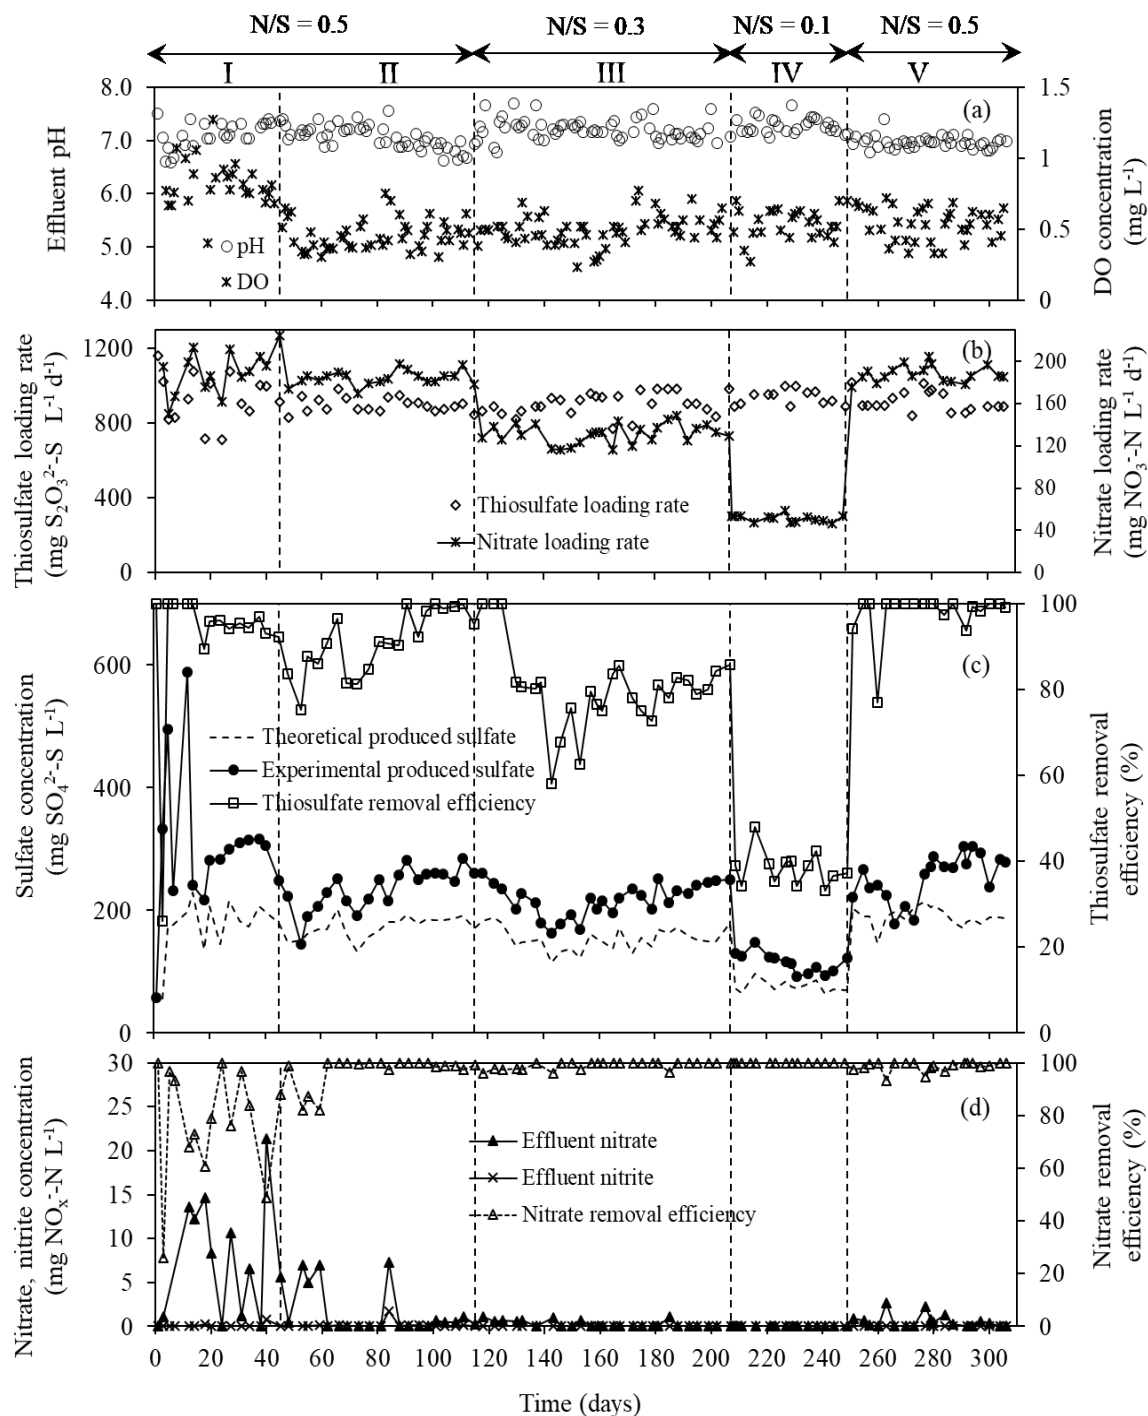 N/S = 0.5 N/S = 0.3 N/S = 0.1 N/S = 0.5
I II III IV V
8.0 7.0 6.0 5.0 4.0
Effluent pH
(a)
pH
DO
1.5 1 0.5 0
DO concentration
(mg L-1)
1200 800 400 0
Thiosulfate loading rate
(mg S2O3 2--S L-1 d-1)
(b)
Thiosulfate loading rate
Nitrate loading rate
200 160 120 80 40 0
Nitrate loading rate
(mg NO3--N L-1 d-1)
600 400 200 0
Sulfate concentration
(mg SO4 2--S L-1)
(c)
Theoretical produced sulfate
Experimental produced sulfate
Thiosulfate removal efficiency
100 80 60 40 20 0
Thiosulfate removal
efficiency (%)
30 25 20 15 10 5 0
Nitrate, nitrite concentration
(mg NOx--N L-1)
(d)
Effluent nitrate
Effluent nitrite
Nitrate removal efficiency
100 80 60 40 20 0
Nitrate removal
efficiency (%)
0 20 40 60 80 100 120 140 160 180 200 220 240 260 280 300
Time (days)